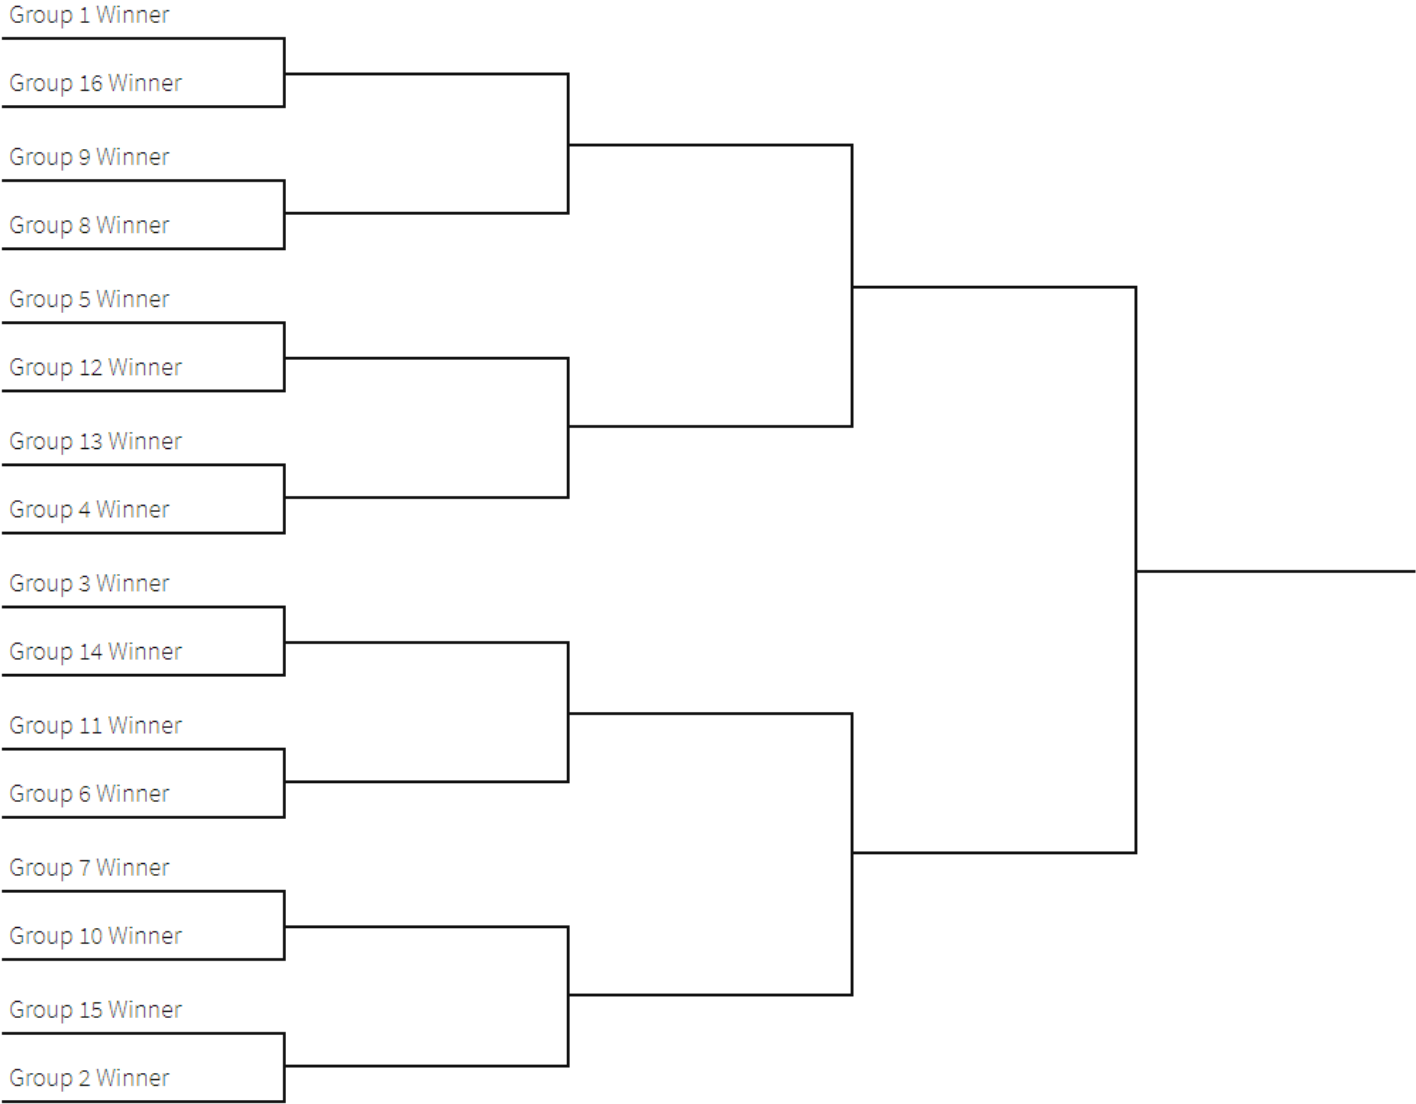 Group 1 Winner
Group 16 Winner
Group 9 Winner
Group 8 Winner
Group 5 Winner
Group 12 Winner
Group 13 Winner
Group 4 Winner
Group 3 Winner
Group 14 Winner
Group 11 Winner
Group 6 Winner
Group 7 Winner
Group 10 Winner
Group 15 Winner
Group 2 Winner